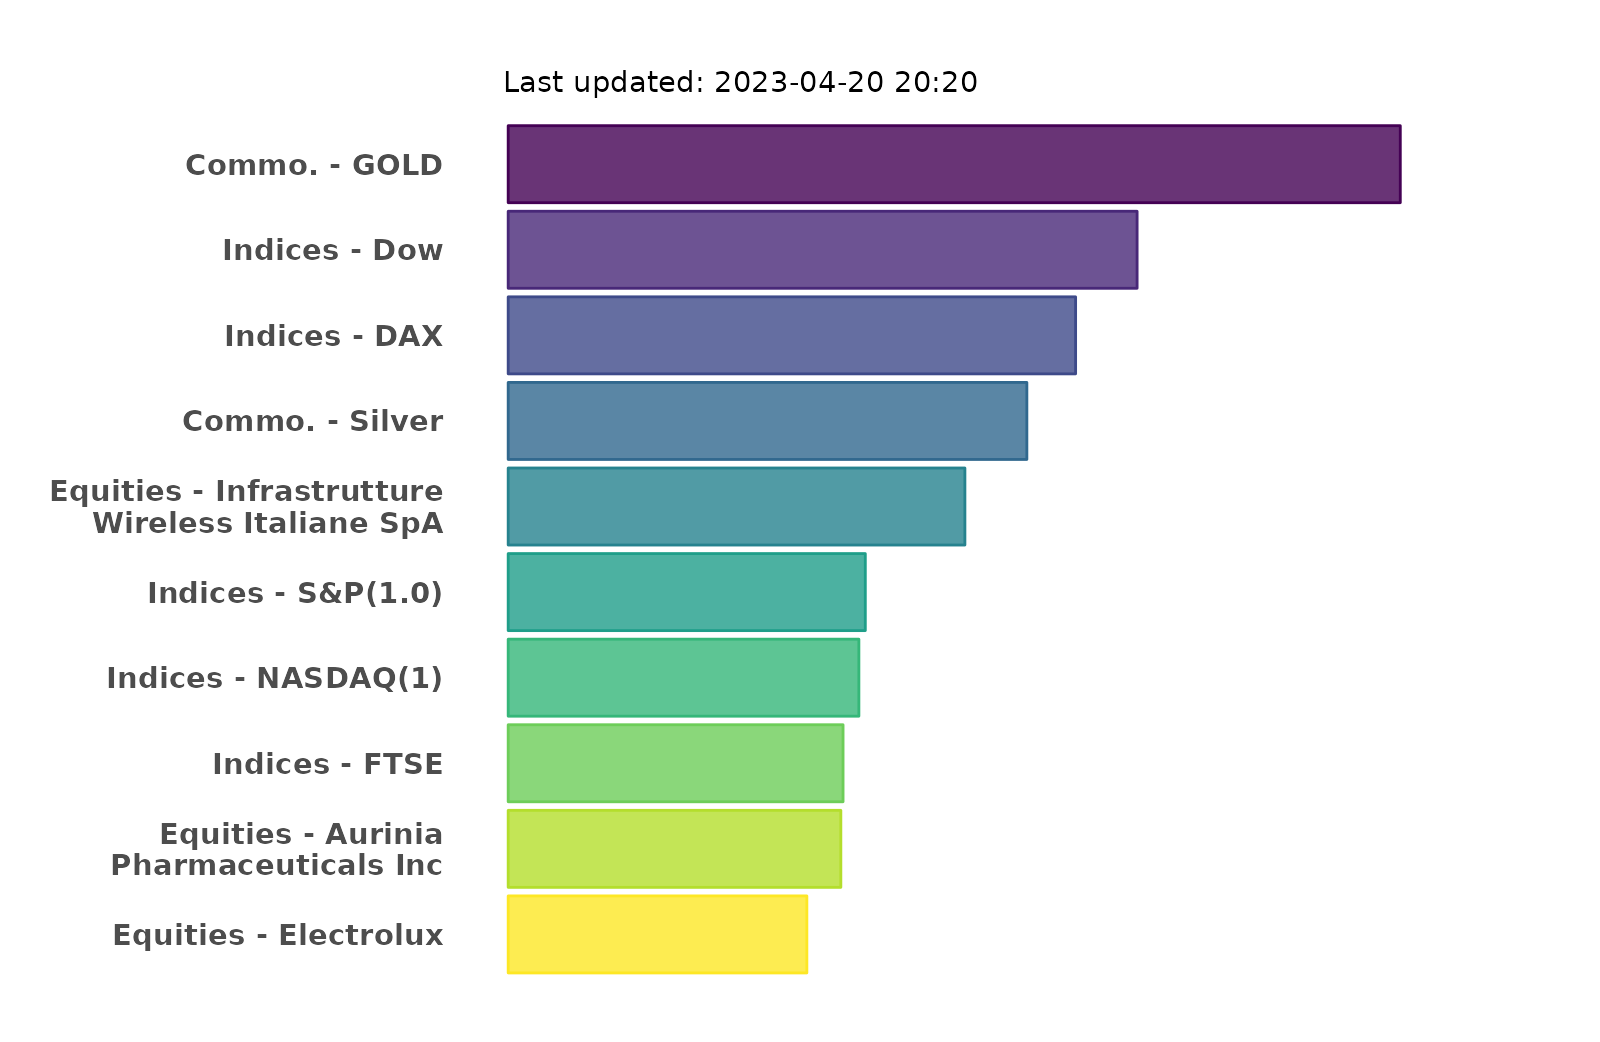 Last updated: 2023-04-20 20:20
Commo. - GOLD
Indices - Dow
Indices - DAX
Commo. - Silver
Equities - Infrastrutture
Wireless Italiane SpA
Indices - S&P(1.0)
Indices - NASDAQ(1)
Indices - FTSE
Equities - Aurinia
Pharmaceuticals Inc
Equities - Electrolux